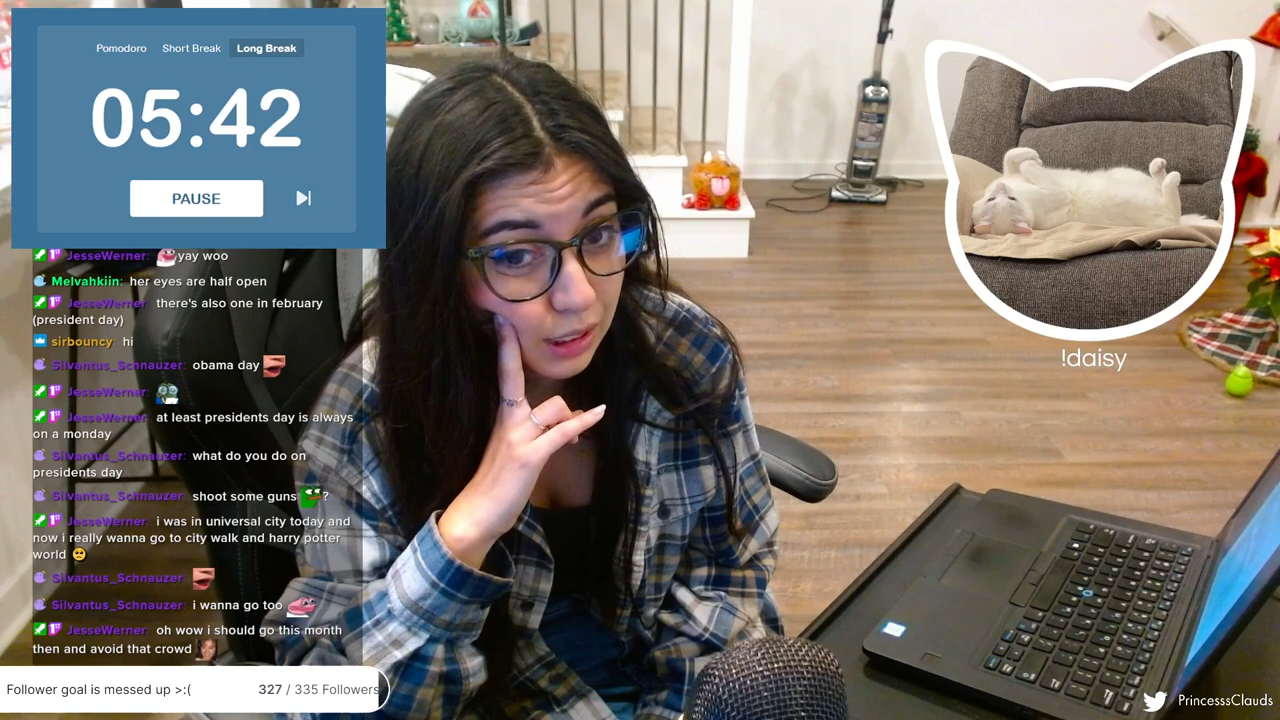 Pomodoro Short Break Long Break
05:42
PAUSE
JesseWerner: yay woo
Melvahkiin: her eyes are half open
JesseWerner: there's also one in february
(president day)
sirbouncy hi
Silvantus_Schnauzer: obama day
JesseWerner:
JesseWerner: at least presidents day is always
on a monday
Silvantus_Schnauzer: what do you do on
presidents day
Silvantus_Schnauzer: shoot some guns ?
JesseWerner: i was in universal city today and
now i really wanna go to city walk and harry potter
world
Silvantus_Schnauzer:
Silvantus_Schnauzer: i wanna go too
JesseWerner: oh wow i should go this month
then and avoid that crowd
Follower goal is messed up >:( 327 / 335 Followers
!daisy
PrincesssClauds